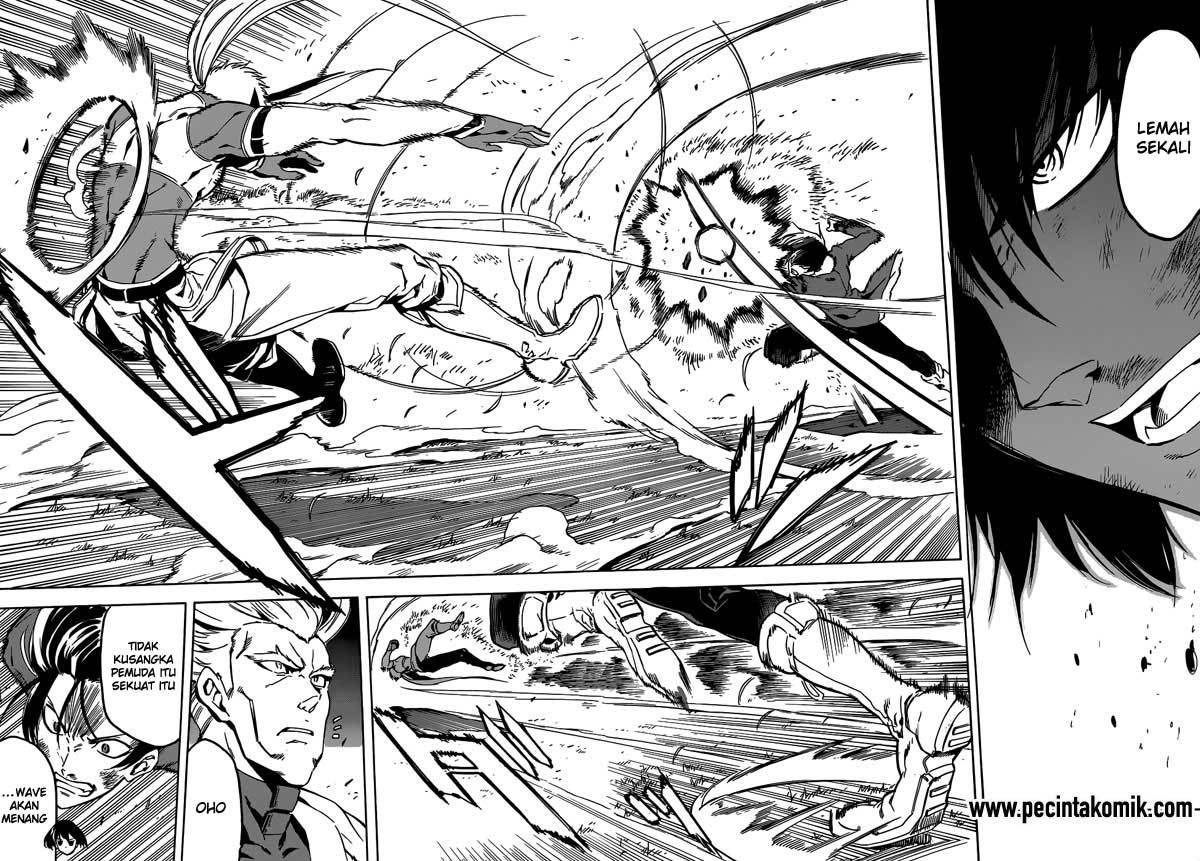 LEMAH
SEKALI
OHO
TIDAK
KUSANGKA
PEMUDA ITU
SEKUAT ITU
...WAVE
AKAN
MENANG
www.pecintakomik.com